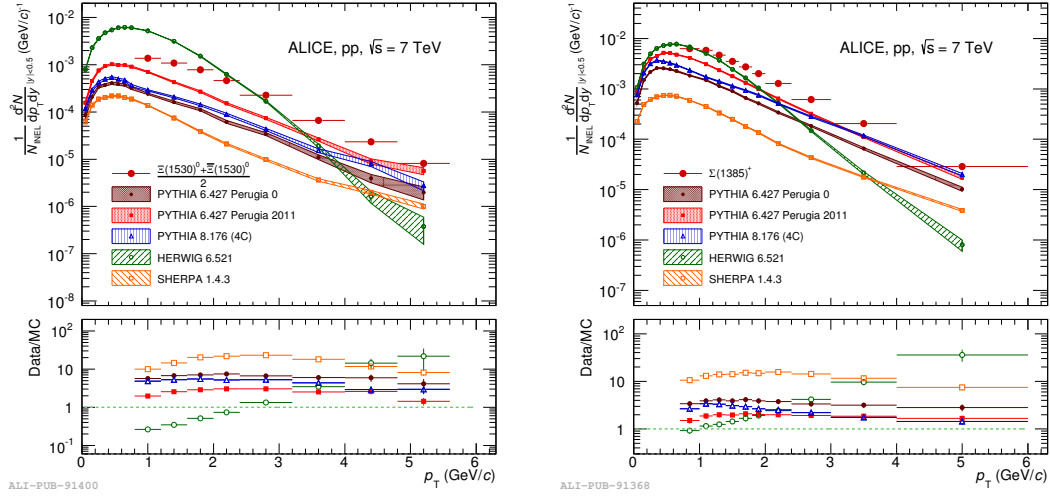 ALICE, pp, √s = 7 TeV
1/N_INEL d²N/dp_T dy |y|<0.5 (GeV/c)⁻¹
10⁻²
10⁻³
10⁻⁴
10⁻⁵
10⁻⁶
10⁻⁷
10⁻⁸
Ξ(1530)⁰+Ξ̅(1530)⁰
2
PYTHIA 6.427 Perugia 0
PYTHIA 6.427 Perugia 2011
PYTHIA 8.176 (4C)
HERWIG 6.521
SHERPA 1.4.3
Data/MC
10²
10
1
10⁻¹
0 1 2 3 4 5 6
p_T (GeV/c)
ALI-PUB-91400
ALICE, pp, √s = 7 TeV
1/N_INEL d²N/dp_T dy |y|<0.5 (GeV/c)⁻¹
10⁻¹
10⁻²
10⁻³
10⁻⁴
10⁻⁵
10⁻⁶
10⁻⁷
Σ(1385)⁺
PYTHIA 6.427 Perugia 0
PYTHIA 6.427 Perugia 2011
PYTHIA 8.176 (4C)
HERWIG 6.521
SHERPA 1.4.3
Data/MC
10²
10
1
0 1 2 3 4 5 6
p_T (GeV/c)
ALI-PUB-91368